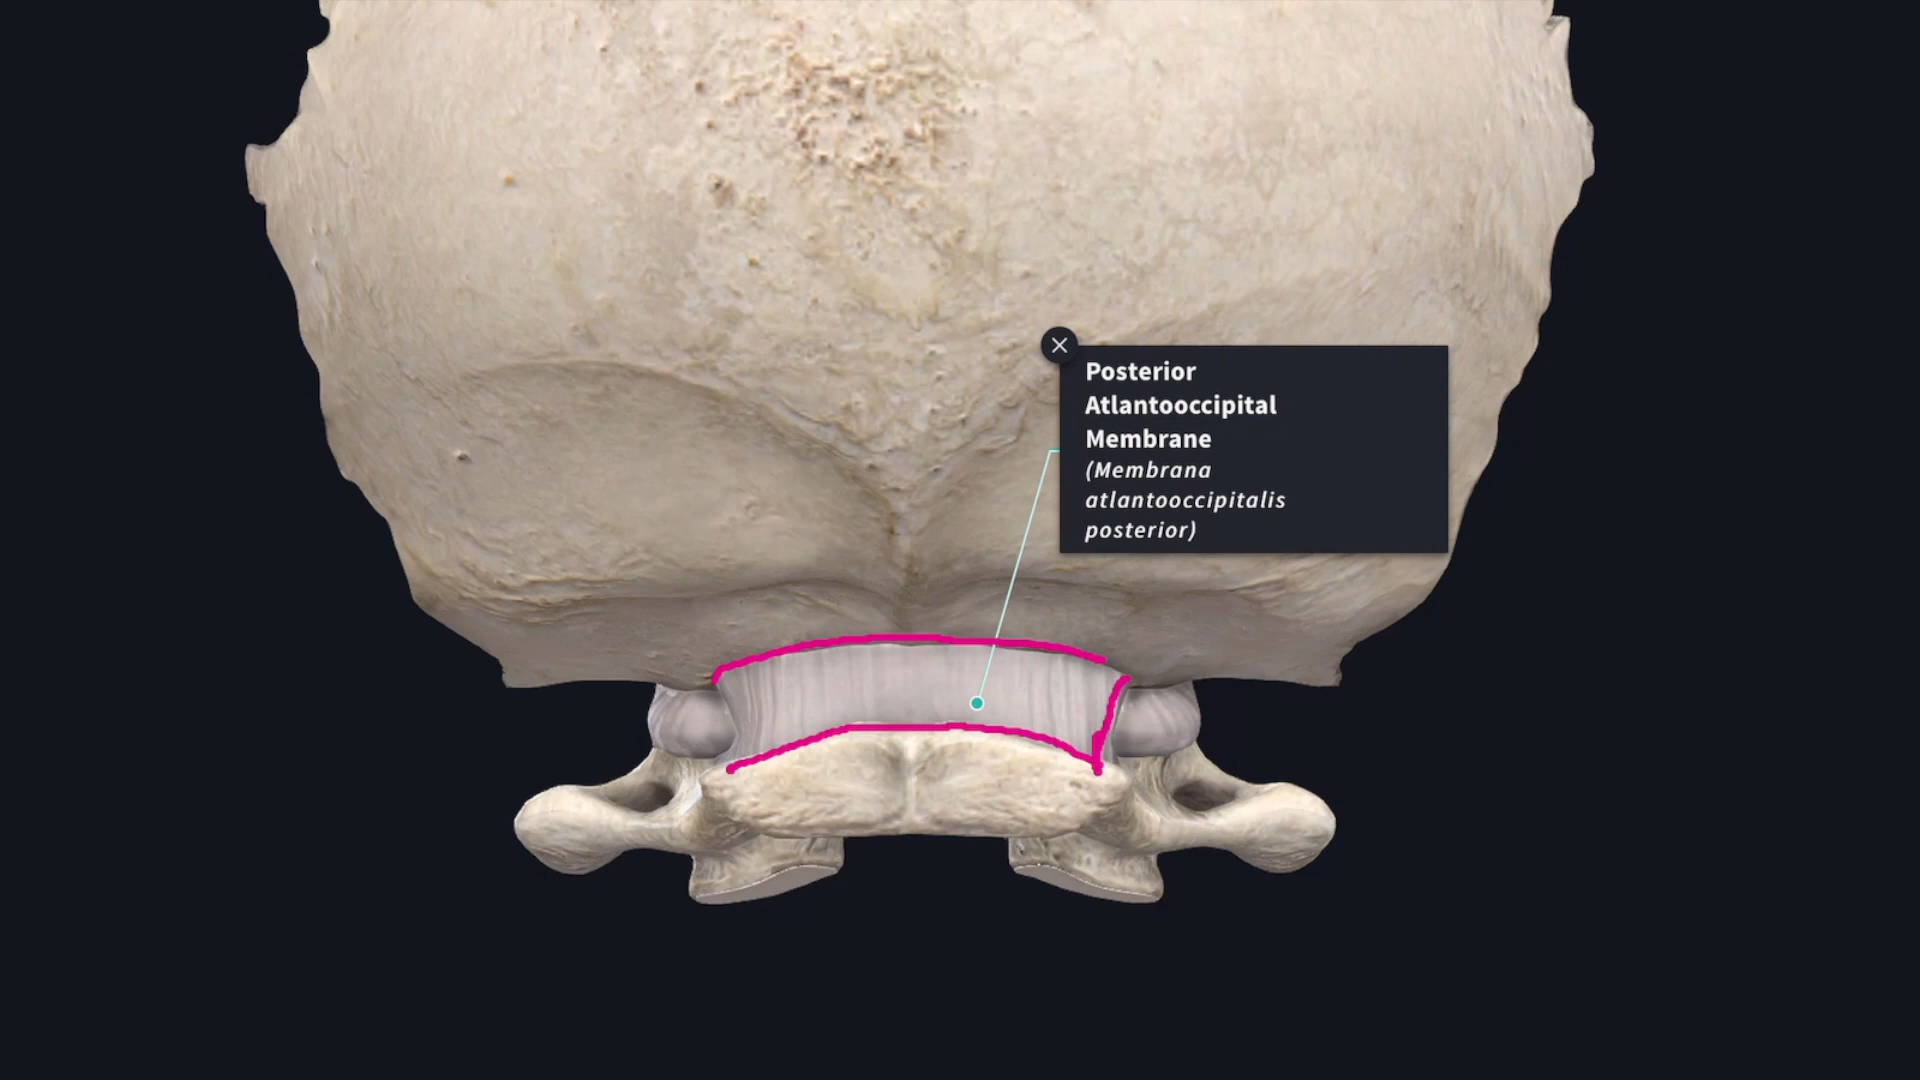 Posterior
Atlantooccipital
Membrane
(Membrana
atlantooccipitalis
posterior)